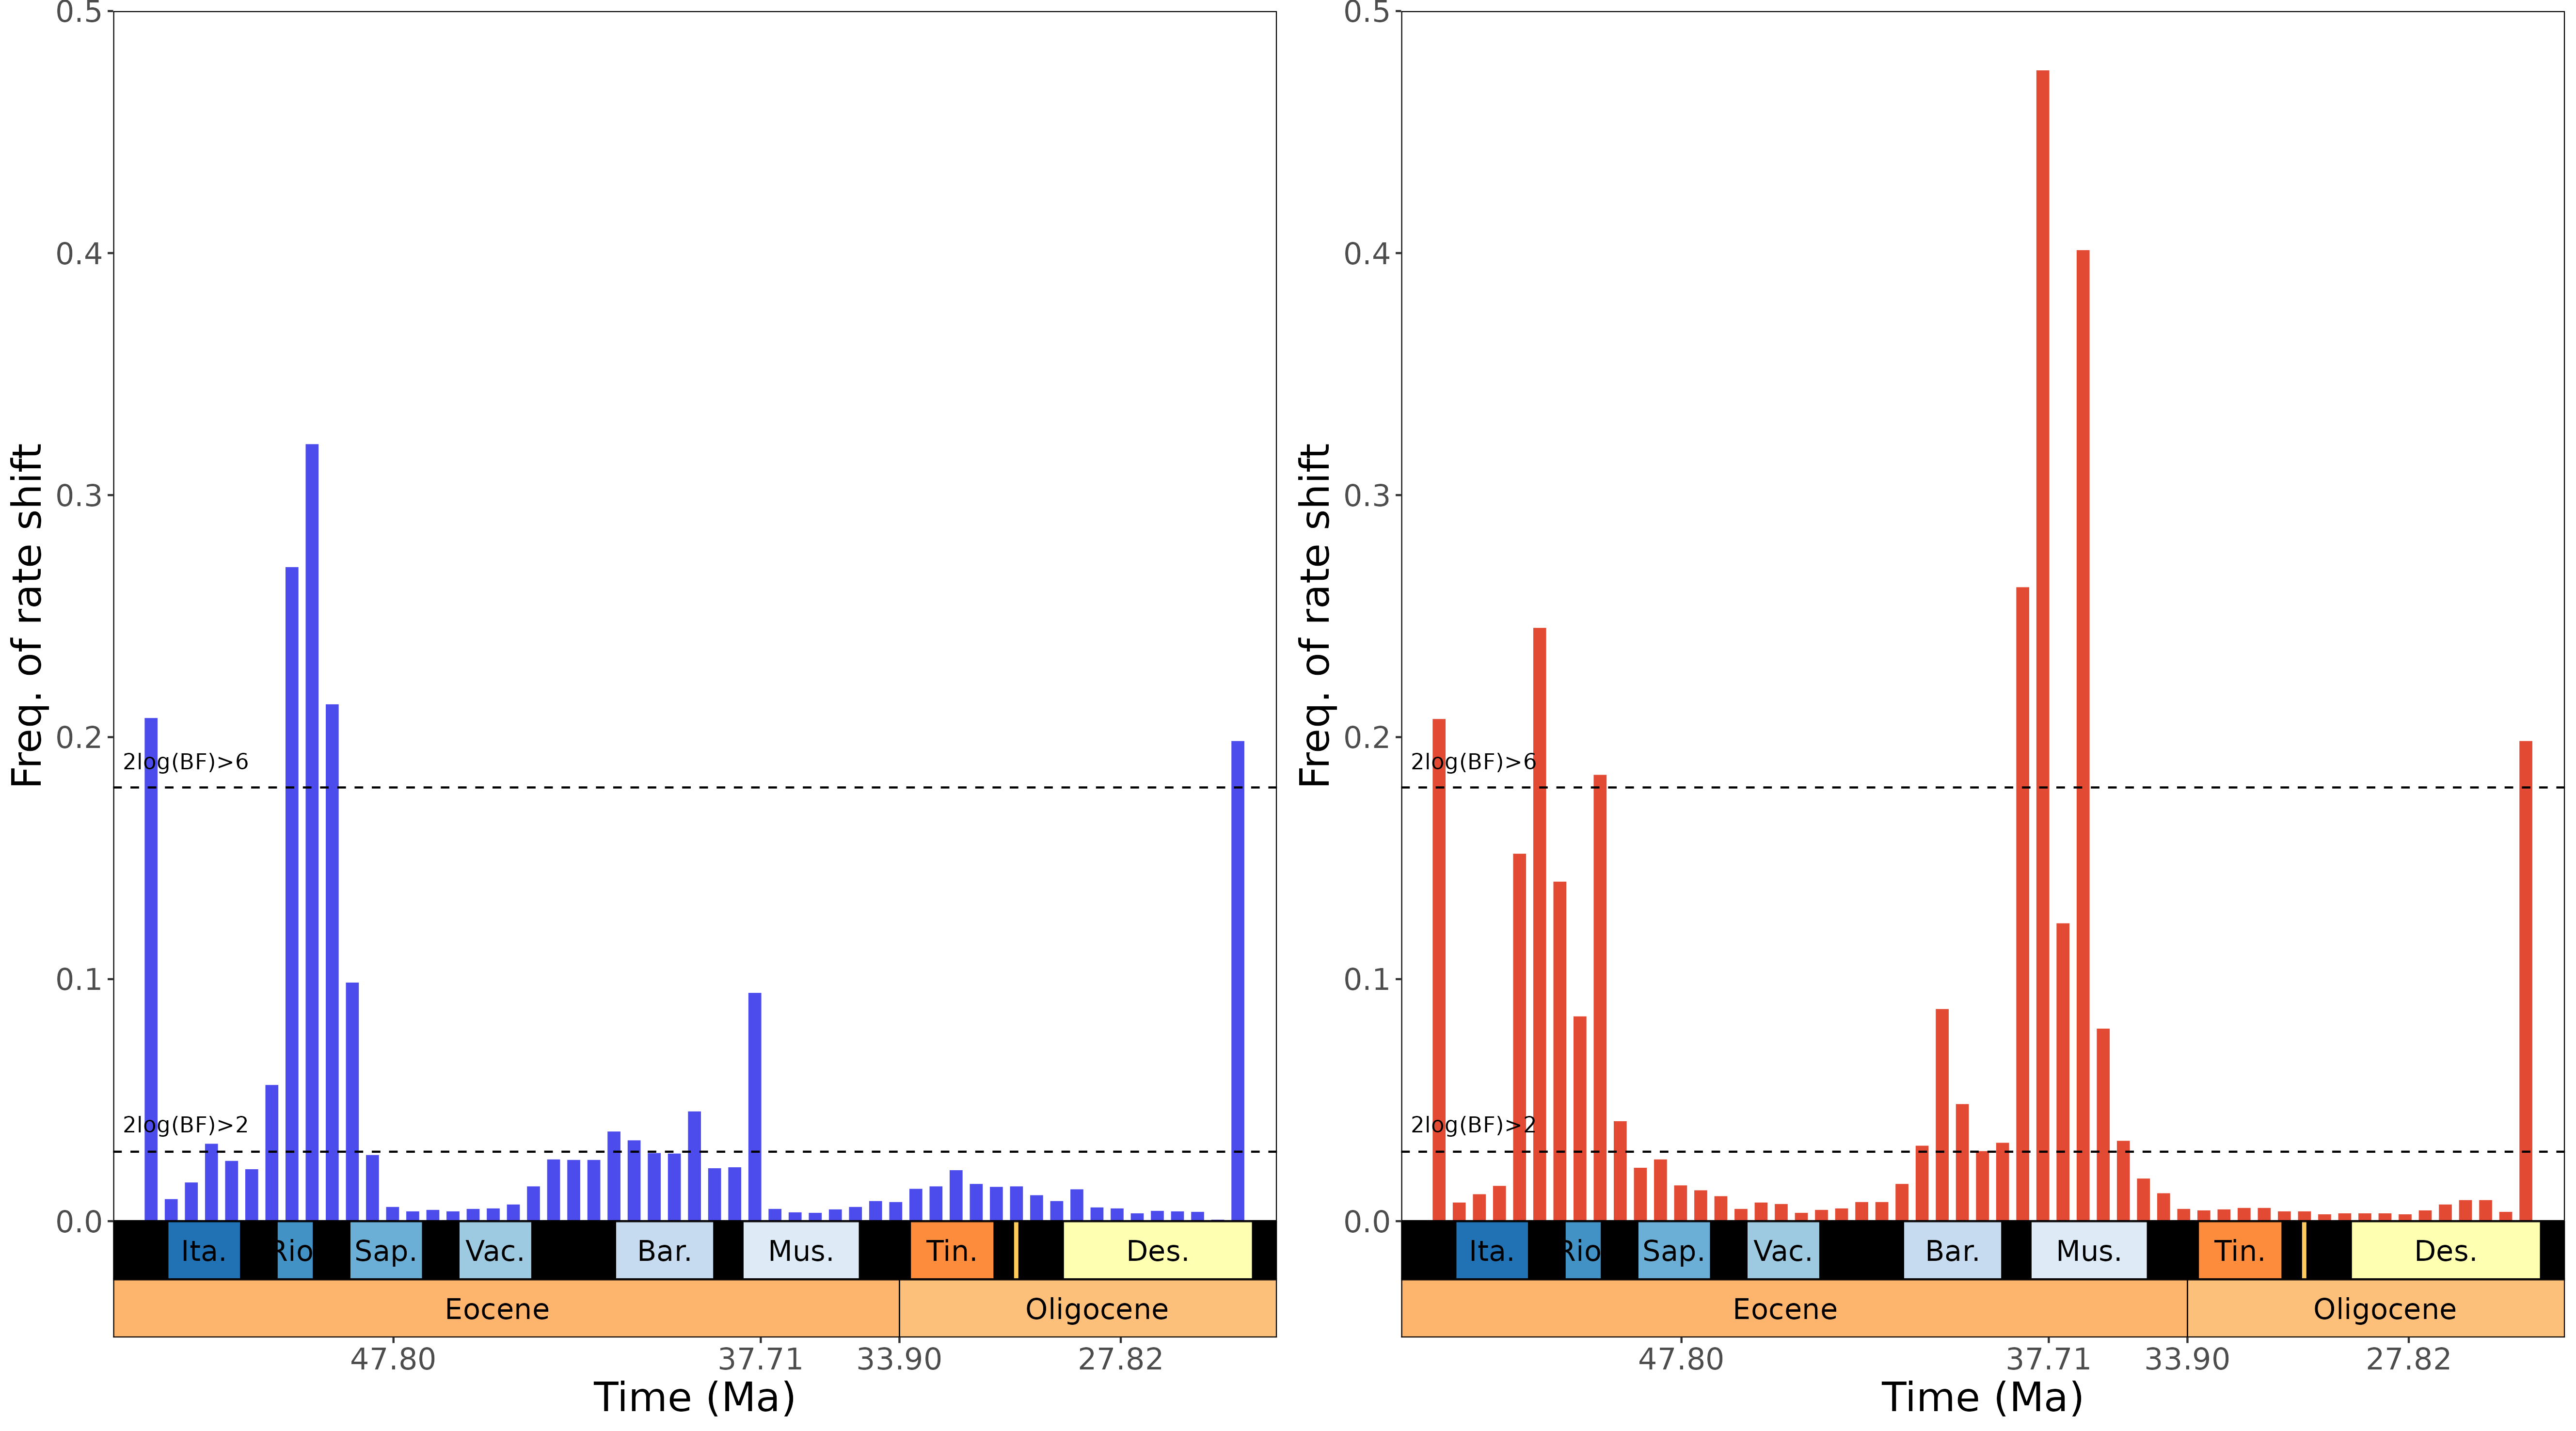 Freq. of rate shift
0.5
0.4
0.3
0.2
0.1
0.0
2log(BF)>6
2log(BF)>2
Ita. Rio Sap. Vac. Bar. Mus. Tin. Des.
Eocene Oligocene
47.80 37.71 33.90 27.82
Time (Ma)
Freq. of rate shift
0.5
0.4
0.3
0.2
0.1
0.0
2log(BF)>6
2log(BF)>2
Ita. Rio Sap. Vac. Bar. Mus. Tin. Des.
Eocene Oligocene
47.80 37.71 33.90 27.82
Time (Ma)